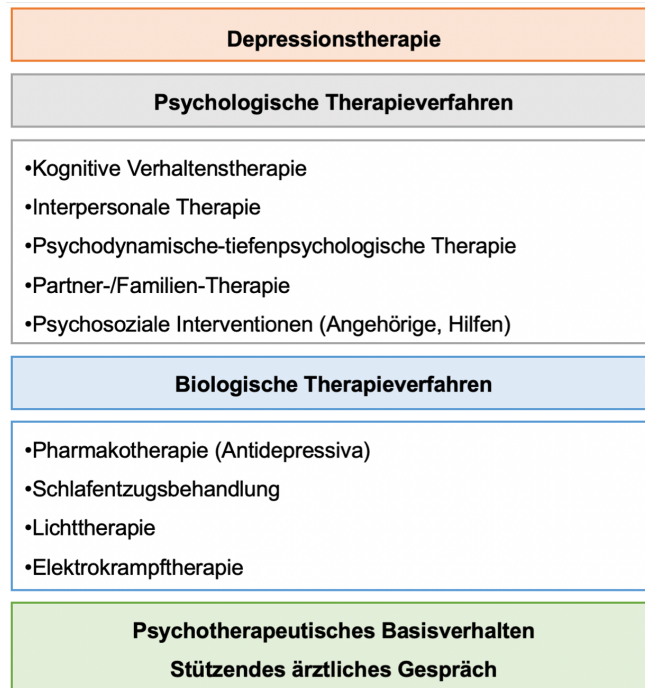 Depressionstherapie
Psychologische Therapieverfahren
•Kognitive Verhaltenstherapie
•Interpersonale Therapie
•Psychodynamische-tiefenpsychologische Therapie
•Partner-/Familien-Therapie
•Psychosoziale Interventionen (Angehörige, Hilfen)
Biologische Therapieverfahren
•Pharmakotherapie (Antidepressiva)
•Schlafentzugsbehandlung
•Lichttherapie
•Elektrokrampftherapie
Psychotherapeutisches Basisverhalten
Stützendes ärztliches Gespräch